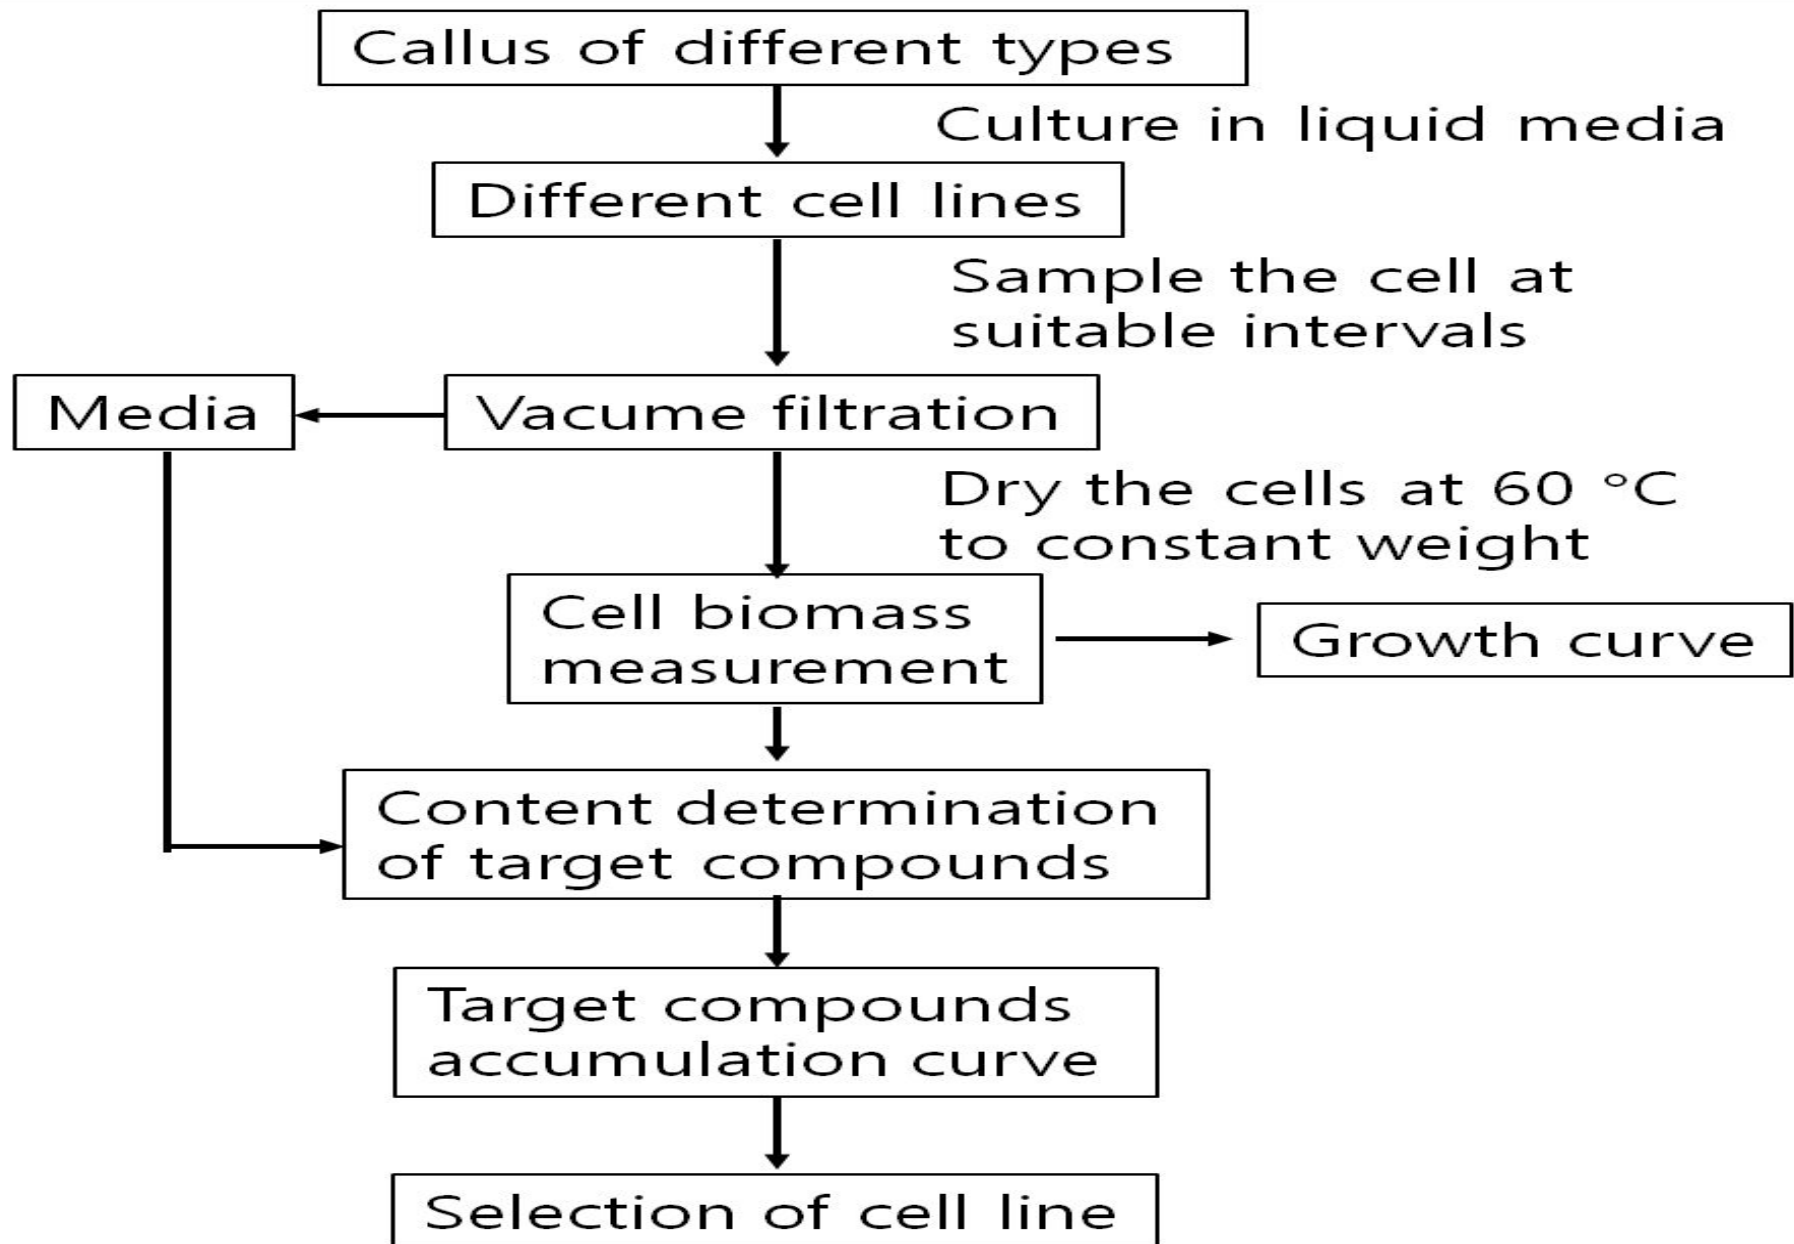 Callus of different types
Culture in liquid media
Different cell lines
Sample the cell at
suitable intervals
Media
Vacume filtration
Dry the cells at 60 °C
to constant weight
Cell biomass
measurement
Growth curve
Content determination
of target compounds
Target compounds
accumulation curve
Selection of cell line